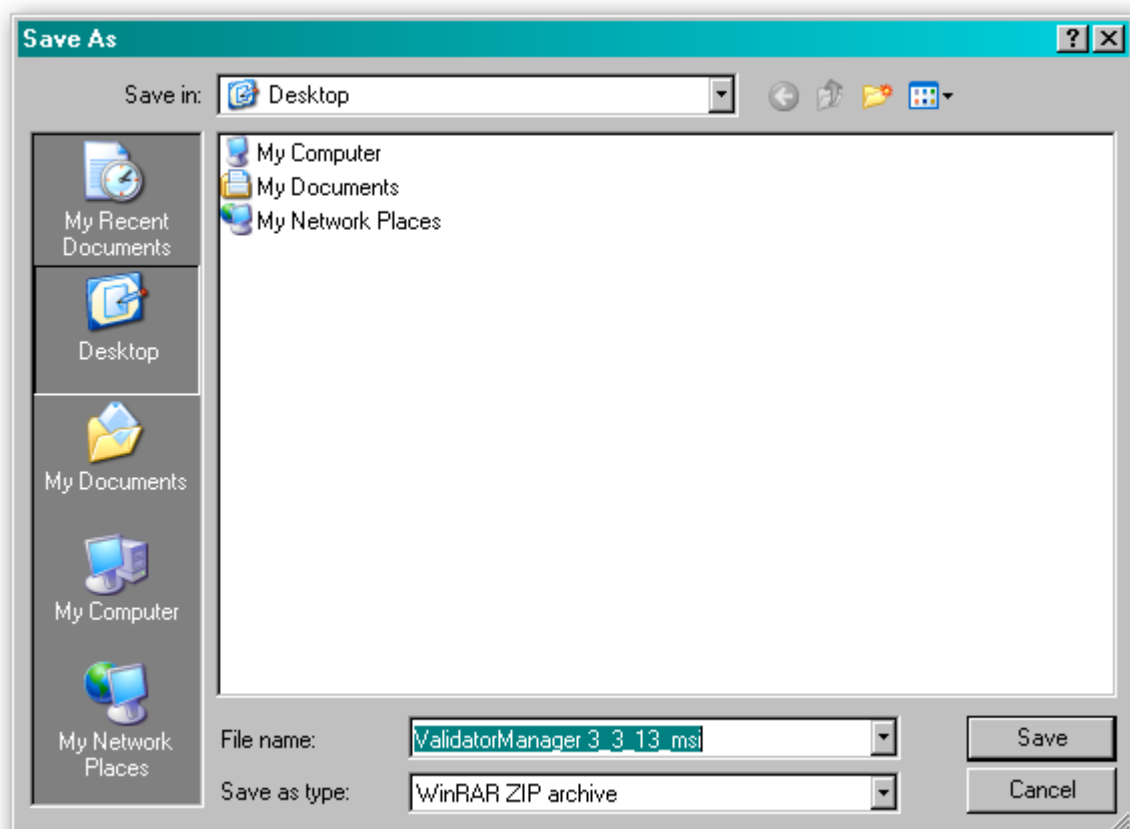 Save As
Save in:
Desktop
My Recent
Documents
Desktop
My Documents
My Computer
My Network
Places
My Computer
My Documents
My Network Places
File name:
ValidatorManager 3_3_13_msi
Save
Save as type:
WinRAR ZIP archive
Cancel